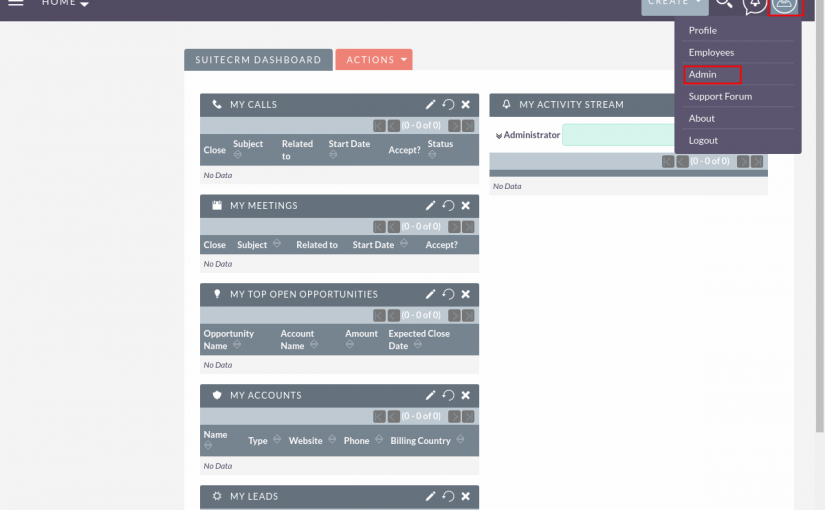 HOME
CREATE
Profile
Employees
Admin
Support Forum
About
Logout
SUITECRM DASHBOARD
ACTIONS
MY CALLS
(0 - 0 of 0)
Close Subject Related to Start Date Accept? Status
No Data
MY MEETINGS
(0 - 0 of 0)
Close Subject Related to Start Date Accept?
No Data
MY TOP OPEN OPPORTUNITIES
(0 - 0 of 0)
Opportunity Name Account Name Amount Expected Close Date
No Data
MY ACCOUNTS
(0 - 0 of 0)
Name Type Website Phone Billing Country
No Data
MY LEADS
MY ACTIVITY STREAM
Administrator
(0 - 0 of 0)
No Data